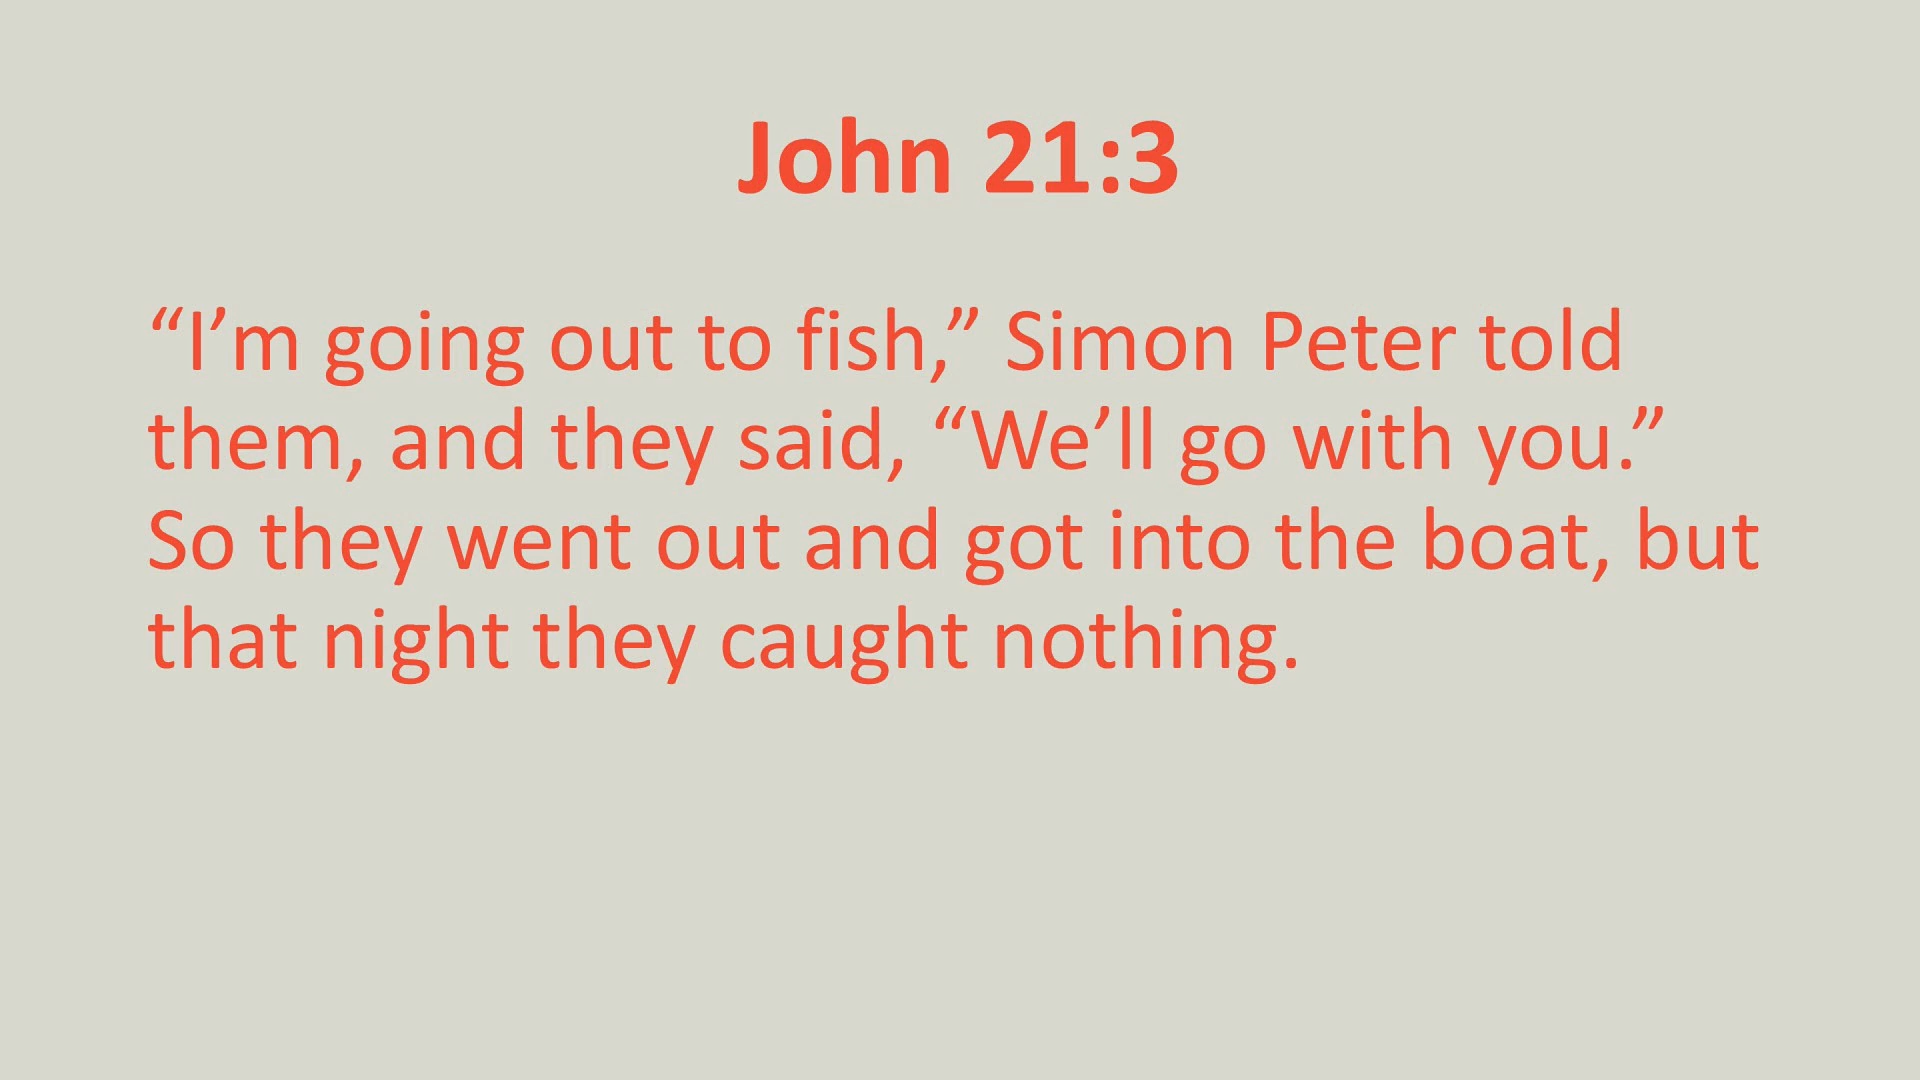 John 21:3
“I’m going out to fish,” Simon Peter told
them, and they said, “We’ll go with you.”
So they went out and got into the boat, but
that night they caught nothing.